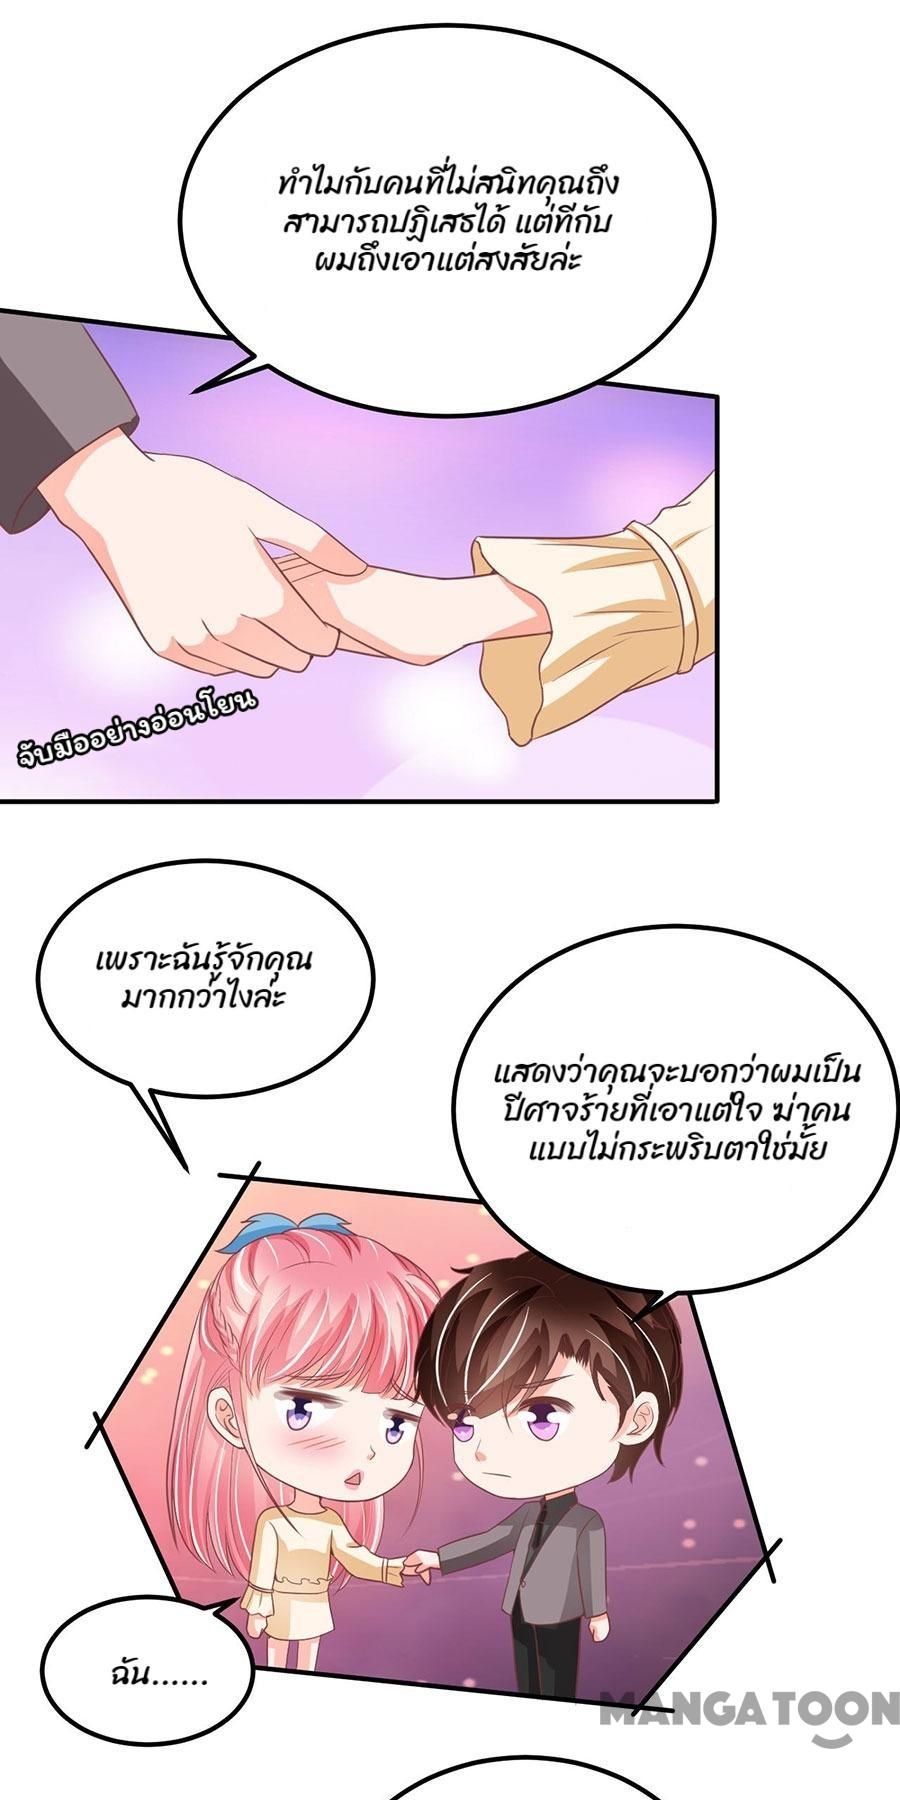 ทำไมกับคนที่ไม่สนิทคุณถึง
สามารถปฏิเสธได้ แต่ทีกับ
ผมถึงเอาแต่สงสัยล่ะ
จับมืออย่างอ่อนโยน
เพราะฉันรู้จักคุณ
มากกว่าไงล่ะ
แสดงว่าคุณจะบอกว่าผมเป็น
ปีศาจร้ายที่เอาแต่ใจ ฆ่าคน
แบบไม่กระพริบตาใช่มั้ย
ฉัน......
MANGATOON